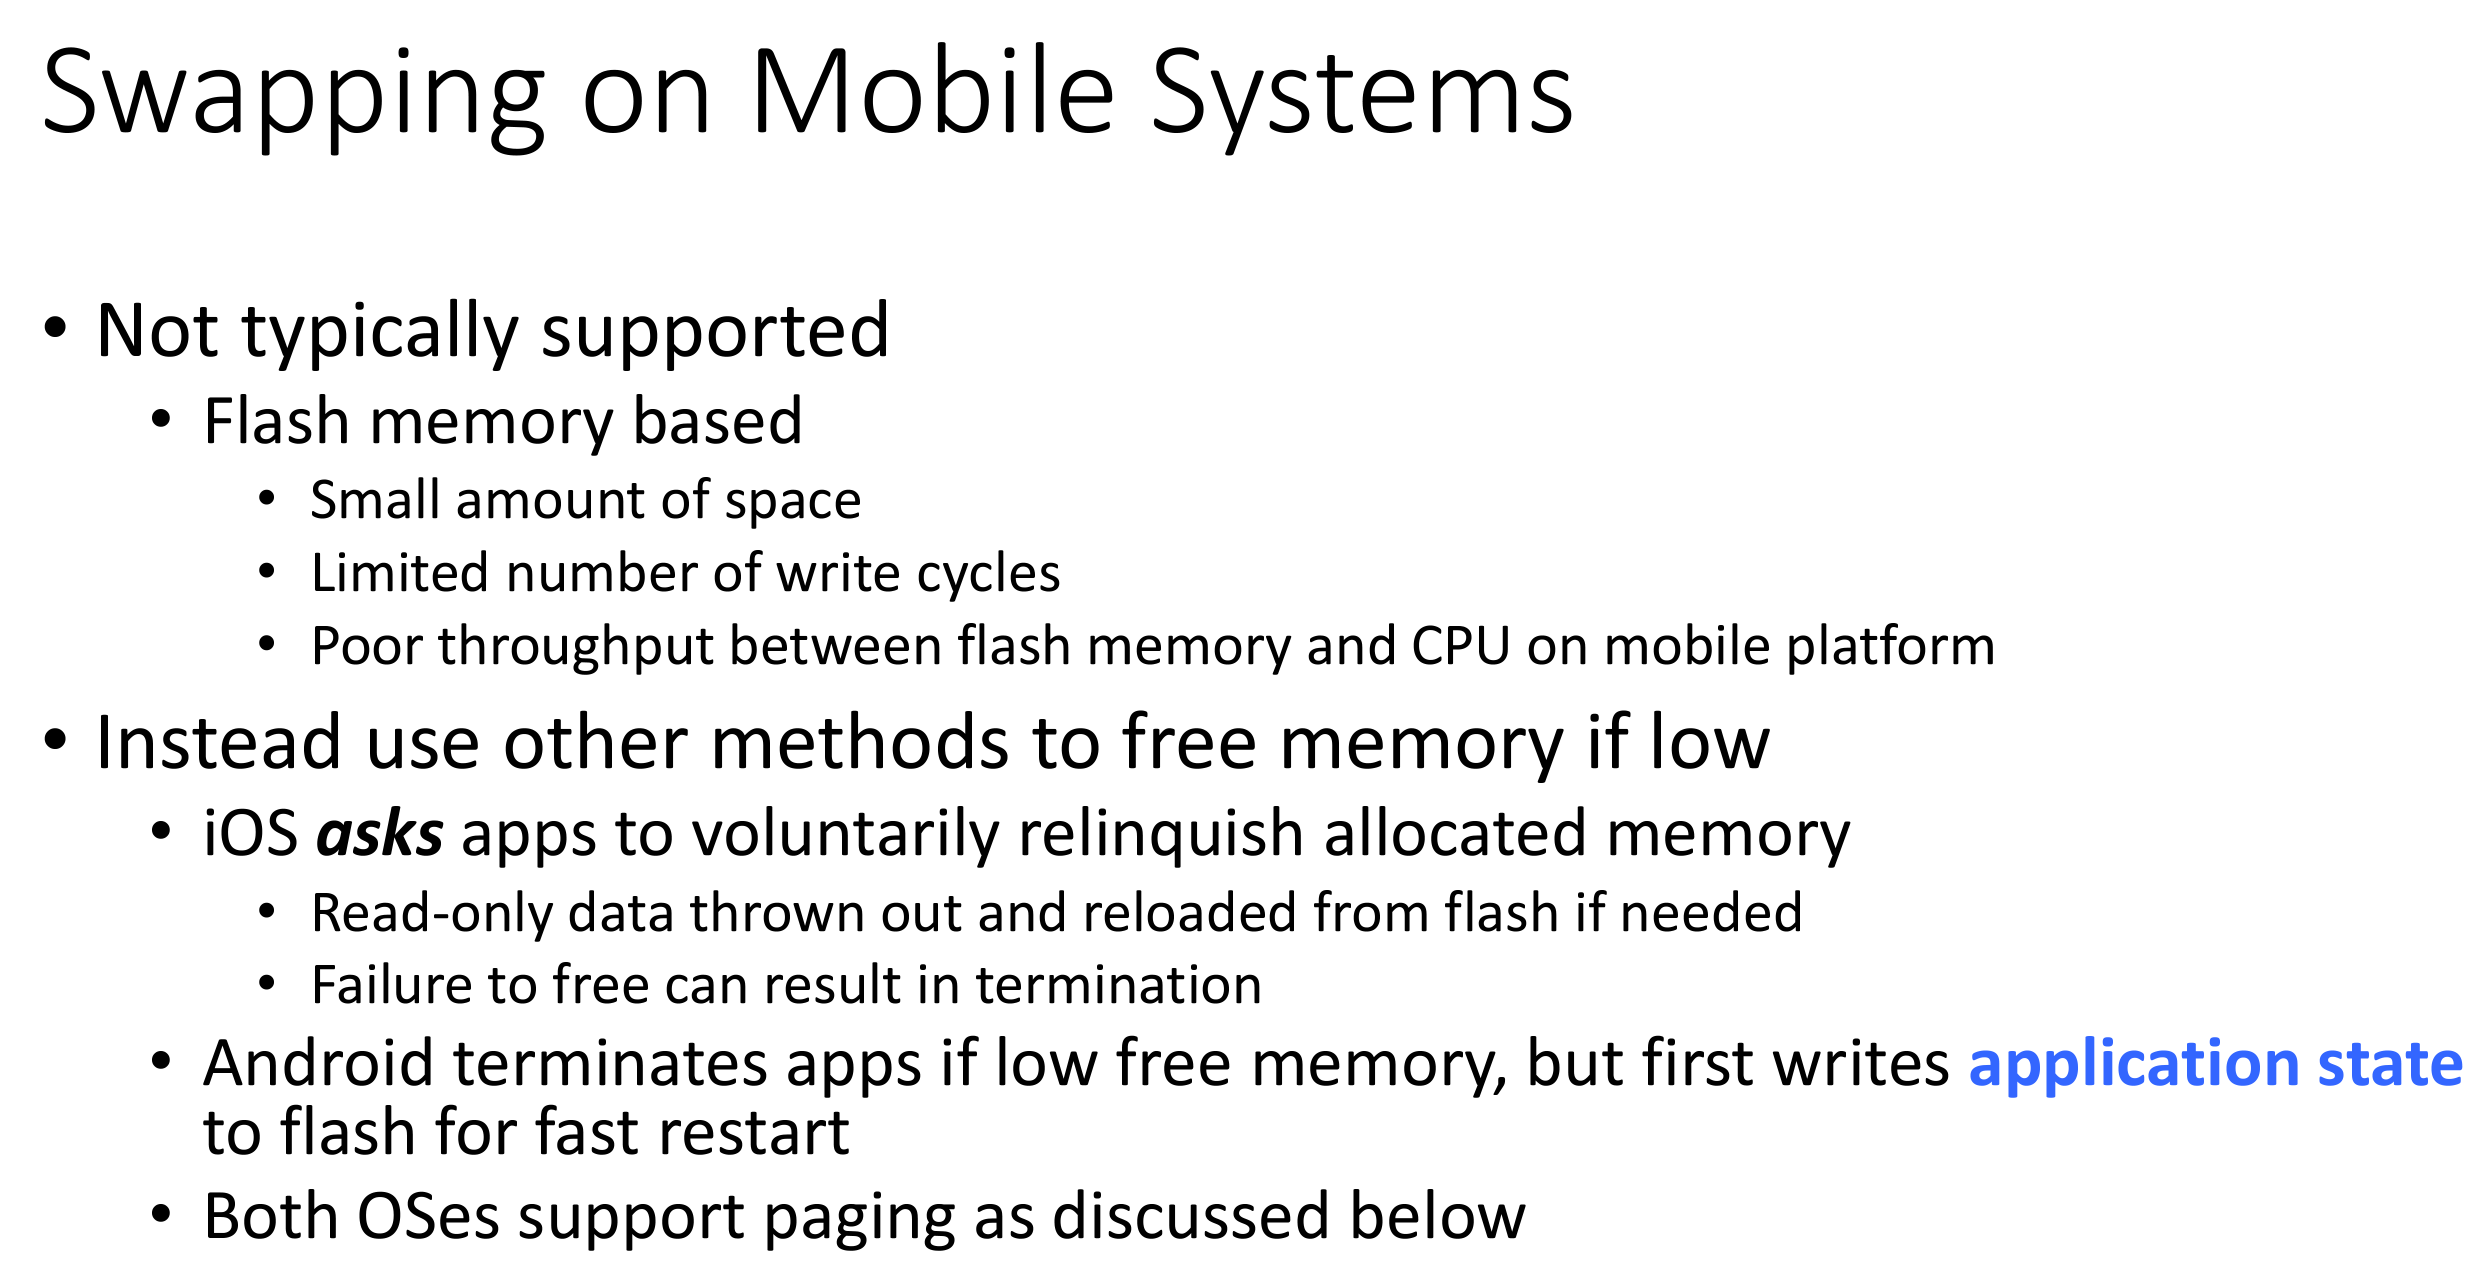 Swapping on Mobile Systems
• Not typically supported
• Flash memory based
• Small amount of space
• Limited number of write cycles
• Poor throughput between flash memory and CPU on mobile platform
• Instead use other methods to free memory if low
• iOS asks apps to voluntarily relinquish allocated memory
• Read-only data thrown out and reloaded from flash if needed
• Failure to free can result in termination
• Android terminates apps if low free memory, but first writes application state
to flash for fast restart
• Both OSes support paging as discussed below